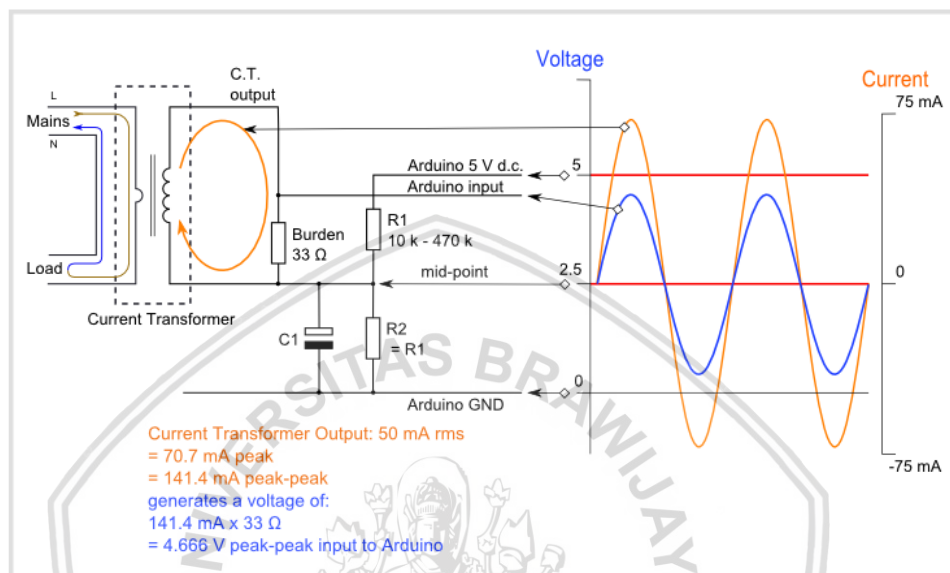 Voltage
Current
C.T.
output
75 mA
L
Mains
N
Arduino 5 V d.c.
5
Arduino input
R1
10 k - 470 k
Burden
33 Ω
mid-point
2.5
0
Load
Current Transformer
C1
R2
= R1
0
Arduino GND
-75 mA
Current Transformer Output: 50 mA rms
= 70.7 mA peak
= 141.4 mA peak-peak
generates a voltage of:
141.4 mA x 33 Ω
= 4.666 V peak-peak input to Arduino
NIVERSITAS BRAWIJAY